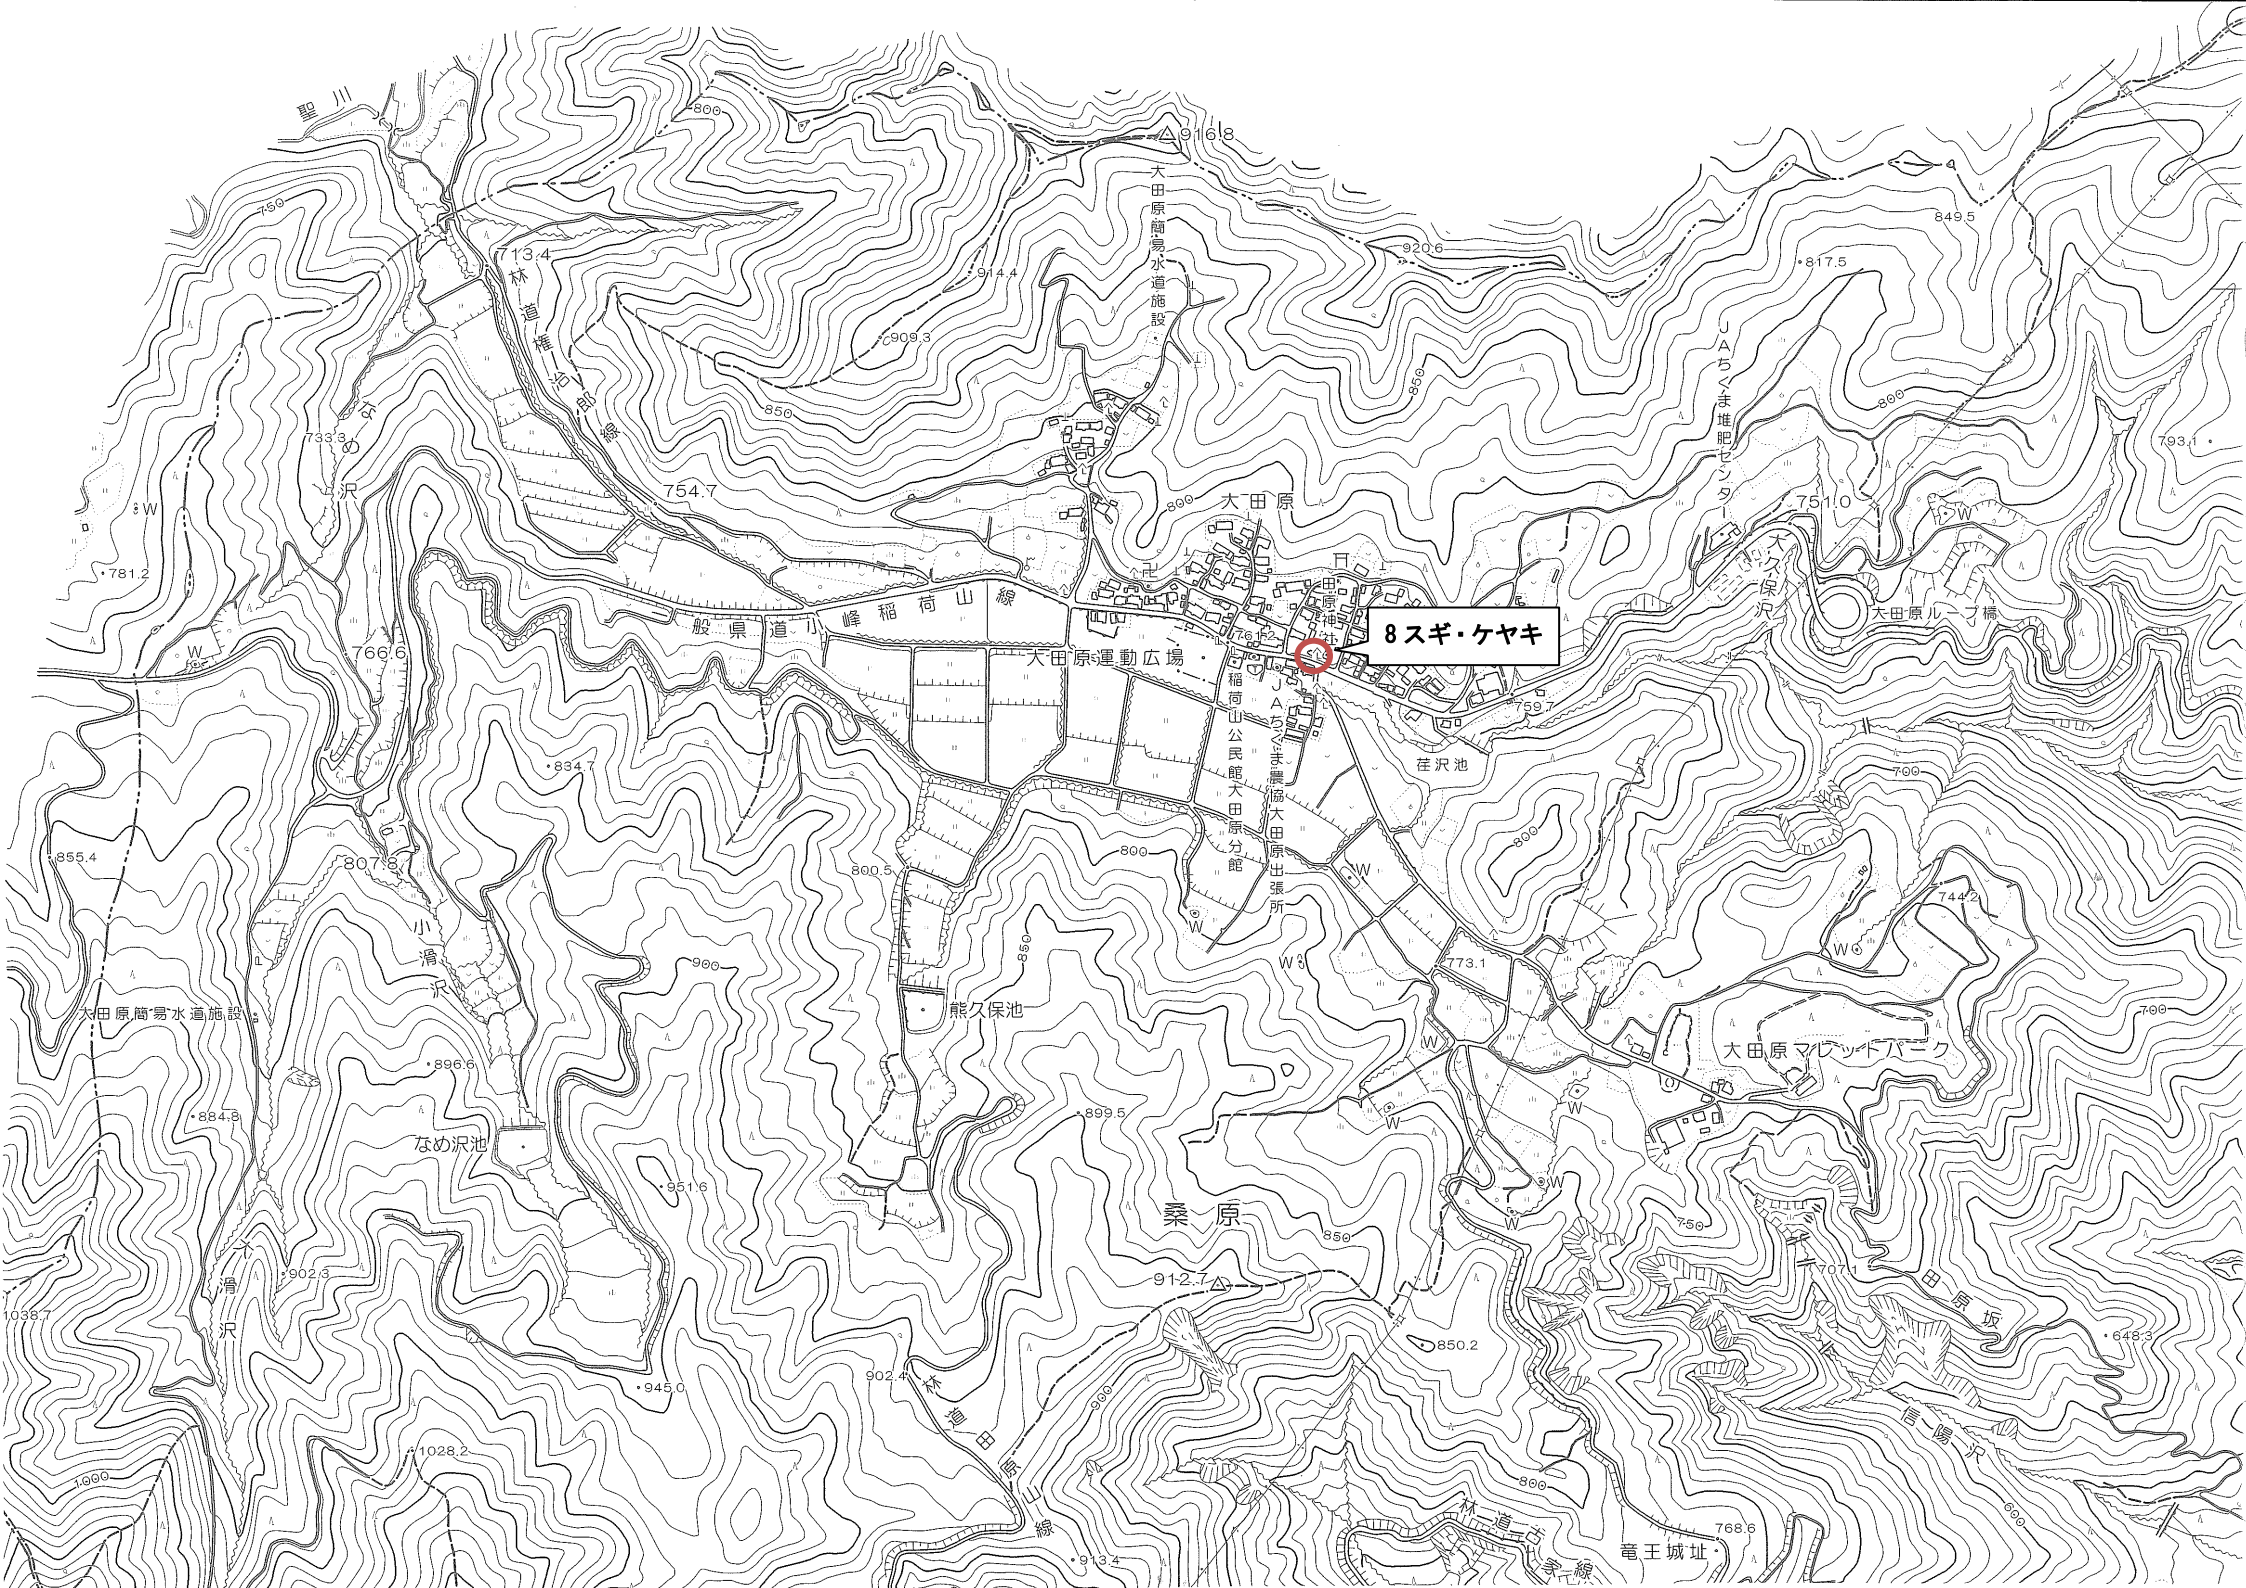 聖川
800
916.8
750
大田原簡易水道施設
849.5
713.4
920.6
817.5
914.4
林道権治郎線
909.3
JAちくま堆肥センター
850
850
800
733.3
なめ沢
793.1
754.7
大田原
800
W
751.0
W
781.2
大久保沢
大田原ループ橋
一般県道小峰稲荷山線
田原神社
8 スギ・ケヤキ
761.2
766.6
W
大田原運動広場
759.7
稲荷山公民館大田原分館
JAちくま農協大田原出張所
荏沢池
834.7
700
800
855.4
807.8
800.5
800
W
744.2
小滑沢
W
850
W
773.1
W
900
大田原簡易水道施設
熊久保池
700
W
大田原マレットパーク
896.6
884.8
899.5
W
W
なめ沢池
951.6
W
桑原
W
750
850
大滑沢
902.3
912.7
707.1
田原坂
1038.7
850.2
648.3
902.4
945.0
900
林道田原山線
信陽沢
1028.2
1000
800
600
林道古家線
768.6
竜王城址
913.4